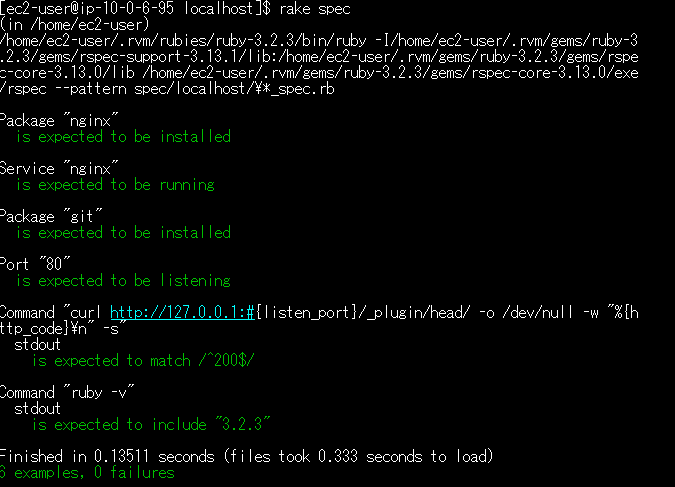 [ec2-user@ip-10-0-6-95 localhost]$ rake spec
(in /home/ec2-user)
/home/ec2-user/.rvm/rubies/ruby-3.2.3/bin/ruby -I/home/ec2-user/.rvm/gems/ruby-3
.2.3/gems/rspec-support-3.13.1/lib:/home/ec2-user/.rvm/gems/ruby-3.2.3/gems/rspe
c-core-3.13.0/lib /home/ec2-user/.rvm/gems/ruby-3.2.3/gems/rspec-core-3.13.0/exe
/rspec --pattern spec/localhost/¥*_spec.rb
Package "nginx"
is expected to be installed
Service "nginx"
is expected to be running
Package "git"
is expected to be installed
Port "80"
is expected to be listening
Command "curl http://127.0.0.1:#{listen_port}/_plugin/head/ -o /dev/null -w "%{h
ttp_code}¥n" -s"
stdout
is expected to match /^200$/
Command "ruby -v"
stdout
is expected to include "3.2.3"
Finished in 0.13511 seconds (files took 0.333 seconds to load)
6 examples, 0 failures